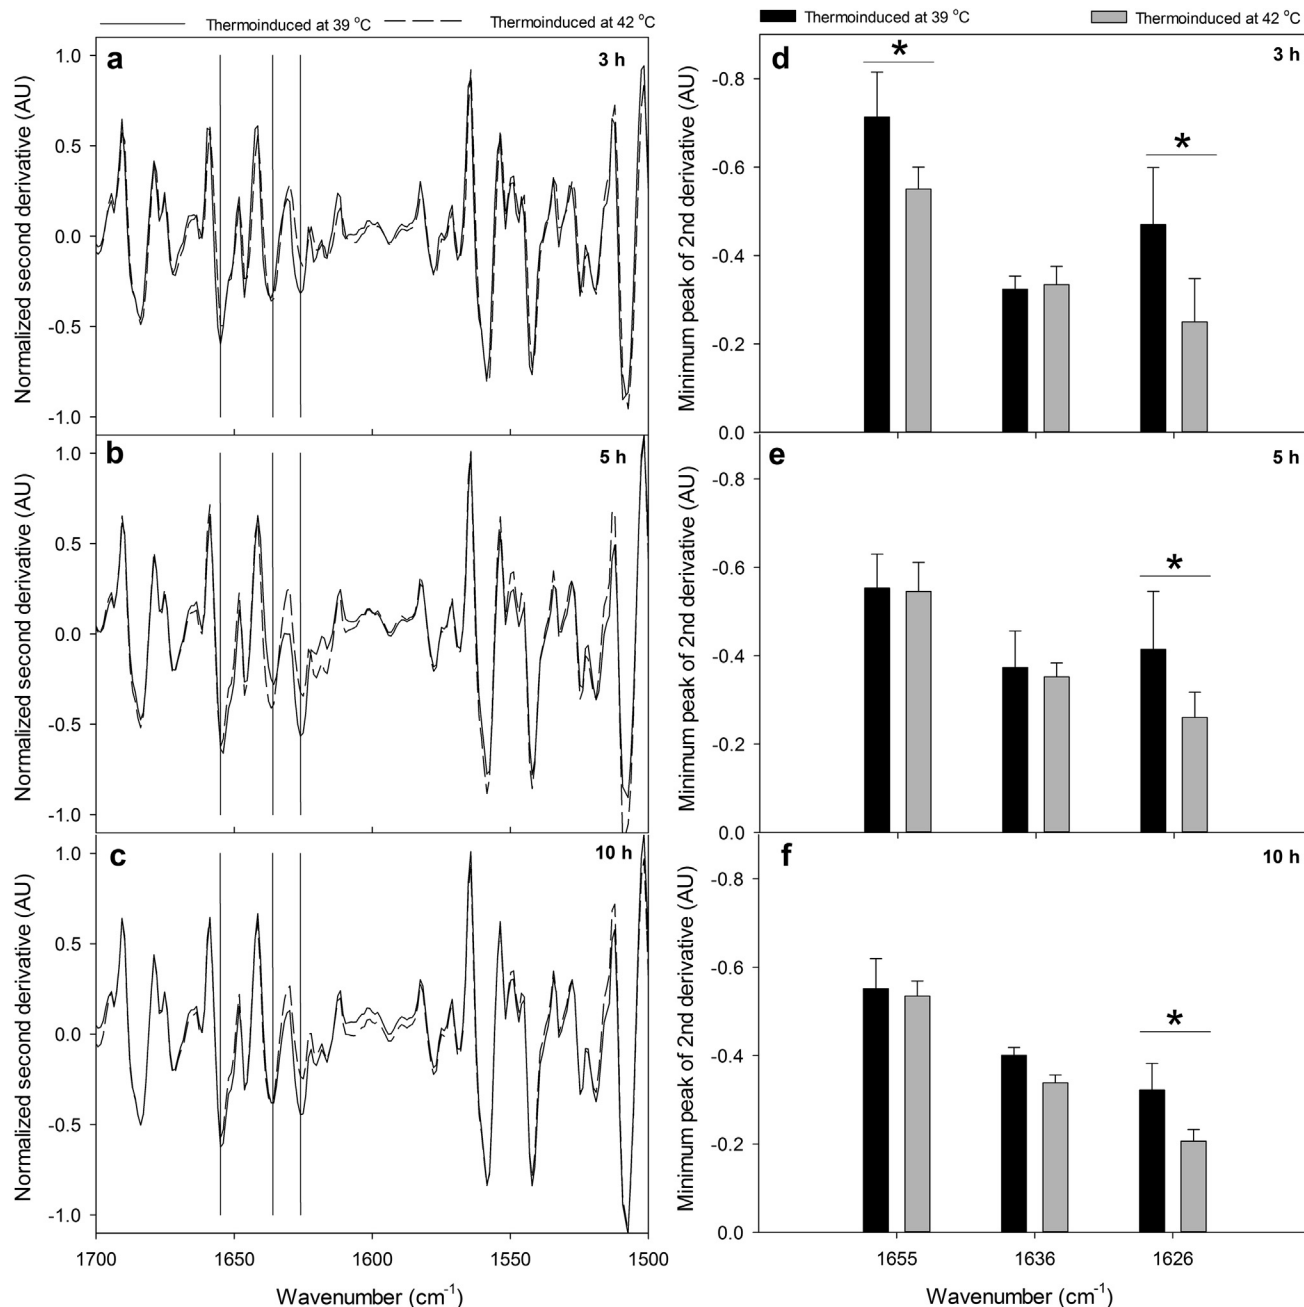 Thermoinduced at 39 °C
Thermoinduced at 42 °C
Thermoinduced at 39 °C
Thermoinduced at 42 °C
a
3 h
Normalized second derivative (AU)
1.0
0.5
0.0
-0.5
-1.0
b
5 h
Normalized second derivative (AU)
1.0
0.5
0.0
-0.5
-1.0
c
10 h
Normalized second derivative (AU)
1.0
0.5
0.0
-0.5
-1.0
1700 1650 1600 1550 1500
Wavenumber (cm⁻¹)
d
3 h
*
*
Minimum peak of 2nd derivative (AU)
-0.8
-0.6
-0.4
-0.2
0.0
e
5 h
*
Minimum peak of 2nd derivative (AU)
-0.8
-0.6
-0.4
-0.2
0.0
f
10 h
*
Minimum peak of 2nd derivative (AU)
-0.8
-0.6
-0.4
-0.2
0.0
1655 1636 1626
Wavenumber (cm⁻¹)